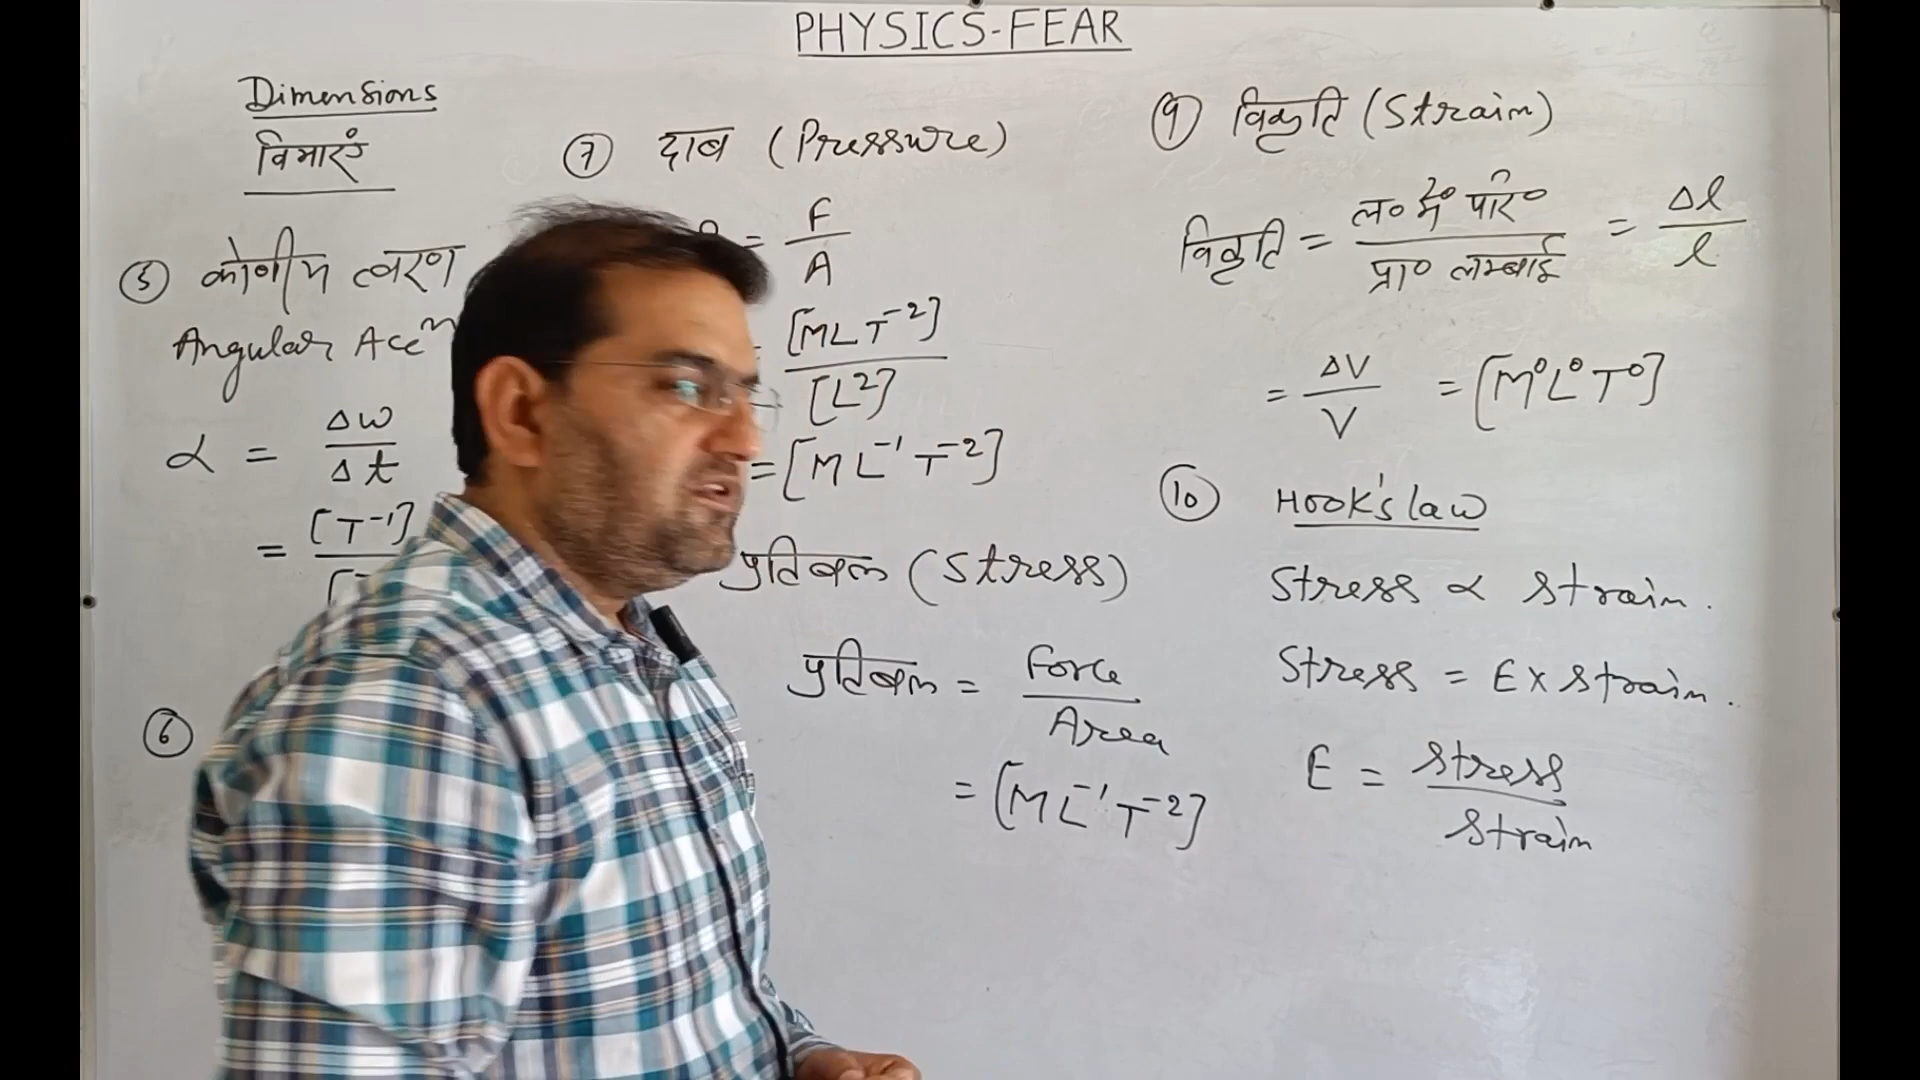 PHYSICS-FEAR
Dimensions
विमाएं
⑤ कोणीय त्वरण
Angular Acc^n
α = Δω / Δt
= [T⁻¹]
⑥
⑦ दाब (Pressure)
= F / A
[MLT⁻²] / [L²]
= [ML⁻¹T⁻²]
प्रतिबल (Stress)
प्रतिबल = Force / Area
= [ML⁻¹T⁻²]
⑨ विकृति (Strain)
विकृति = ल० में० परि० / प्रा० लम्बाई = Δl / l
= ΔV / V = [M⁰L⁰T⁰]
⑩ Hook's law
Stress ∝ strain.
Stress = E x strain.
E = stress / strain